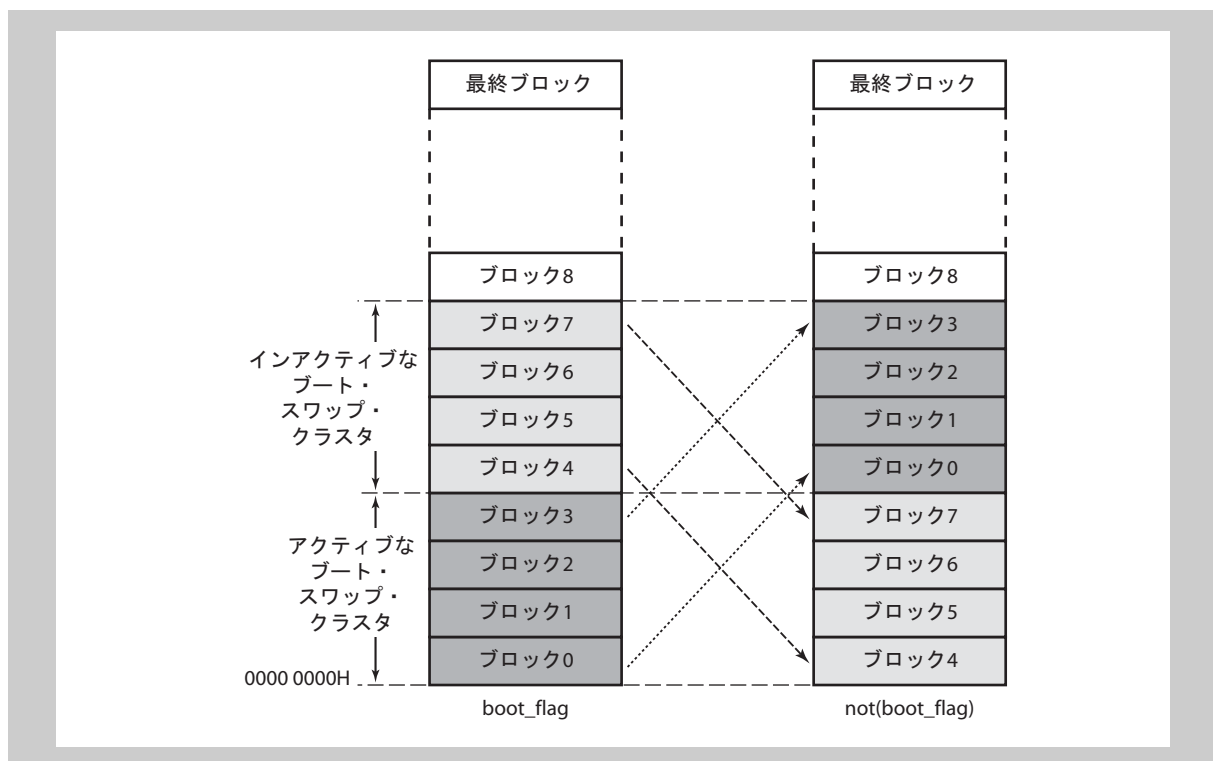 最終ブロック
ブロック8
ブロック7
ブロック6
ブロック5
ブロック4
ブロック3
ブロック2
ブロック1
ブロック0
boot_flag
インアクティブな
ブート・
スワップ・
クラスタ
アクティブな
ブート・
スワップ・
クラスタ
0000 0000H
最終ブロック
ブロック8
ブロック3
ブロック2
ブロック1
ブロック0
ブロック7
ブロック6
ブロック5
ブロック4
not(boot_flag)